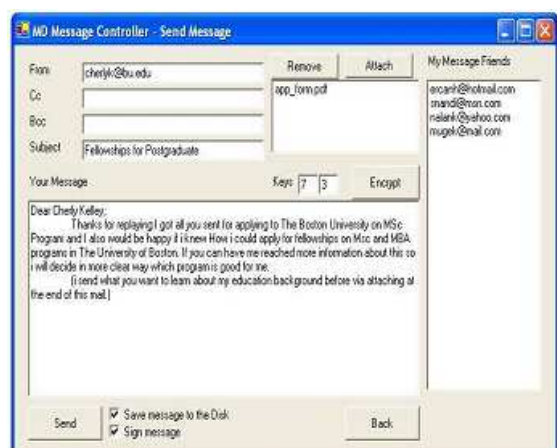 MD Message Controller - Send Message
From cherlyk@bu.edu
Cc
Bcc
Subject Fellowships for Postgraduate
Remove Attach
app_form.pdf
My Message Friends
ercanh@hotmail.com
snandi@msn.com
nalank@yahoo.com
mugek@mail.com
Your Message
Keys 7 3 Encrypt
Dear Cherly Kelley;
Thanks for replaying I got all you sent for applying to The Boston University on MSc
Program and I also would be happy if i knew How i could apply for fellowships on Msc and MBA
programs in The University of Boston. If you can have me reached more information about this so
i will decide in more clear way which program is good for me.
(i send what you want to learn about my education background before via attaching at
the end of this mail.)
Send
Save message to the Disk
Sign message
Back